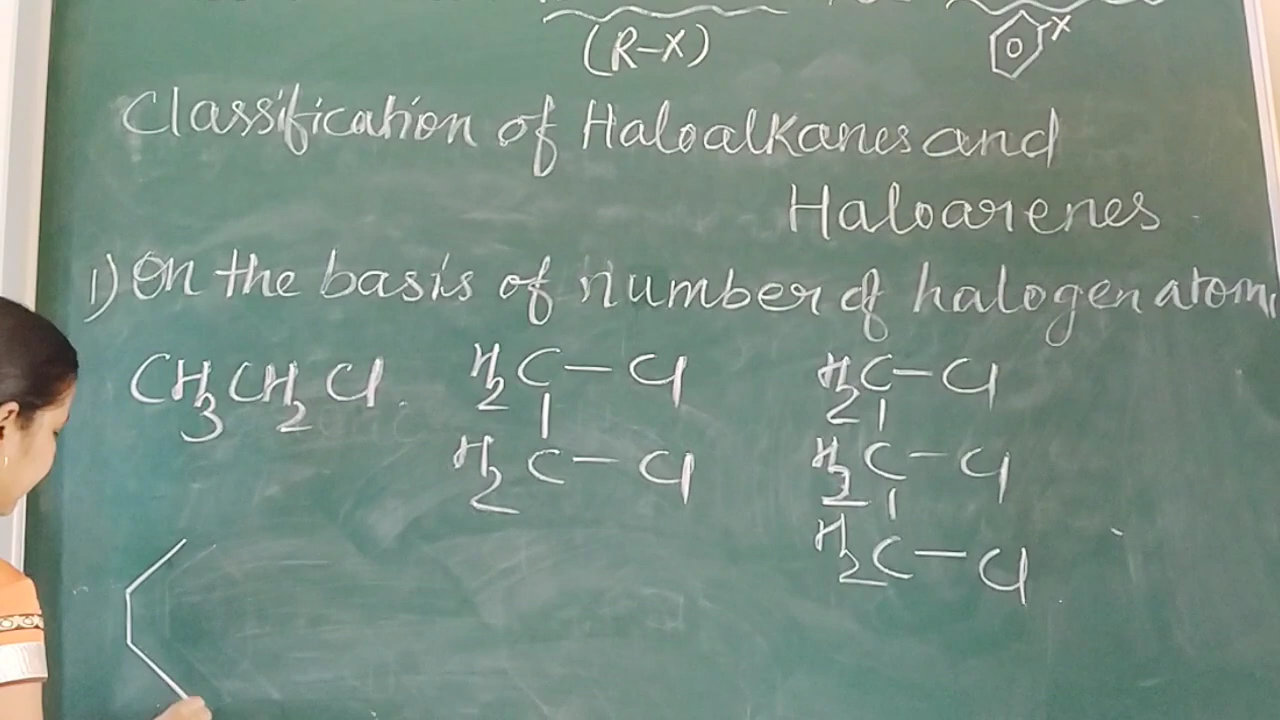 (R-X)
X
Classification of Haloalkanes and
Haloarenes
1) On the basis of number of halogen atom
CH3CH2Cl H2C-Cl H2C-Cl
H2C-Cl H2C-Cl
H2C-Cl